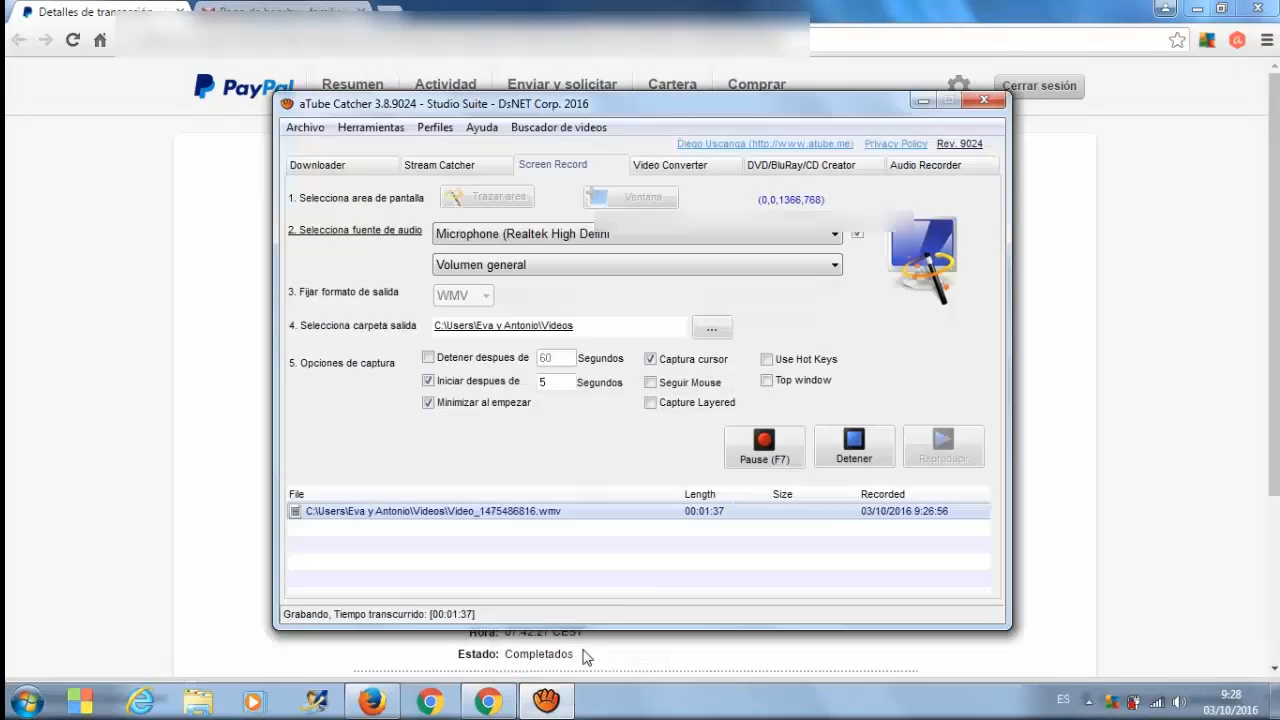 Detalles de transacción
PayPal Resumen Actividad Enviar y solicitar Cartera Comprar Cerrar sesión
aTube Catcher 3.8.9024 - Studio Suite - DsNET Corp. 2016
Archivo Herramientas Perfiles Ayuda Buscador de videos
Diego Uscanga (http://www.atube.me) Privacy Policy Rev. 9024
Downloader Stream Catcher Screen Record Video Converter DVD/BluRay/CD Creator Audio Recorder
1. Selecciona area de pantalla Trazar area Ventana (0,0,1366,768)
2. Selecciona fuente de audio Microphone (Realtek High Defini
Volumen general
3. Fijar formato de salida WMV
4. Selecciona carpeta salida C:\Users\Eva y Antonio\Videos ...
5. Opciones de captura
Detener despues de 60 Segundos Captura cursor Use Hot Keys
Iniciar despues de 5 Segundos Seguir Mouse Top window
Minimizar al empezar Capture Layered
Pause (F7) Detener Reproducir
File Length Size Recorded
C:\Users\Eva y Antonio\Videos\Video_1475486816.wmv 00:01:37 03/10/2016 9:26:56
Grabando, Tiempo transcurrido: [00:01:37]
Hora: 07:42:27 CEST
Estado: Completados
ES 9:28
03/10/2016